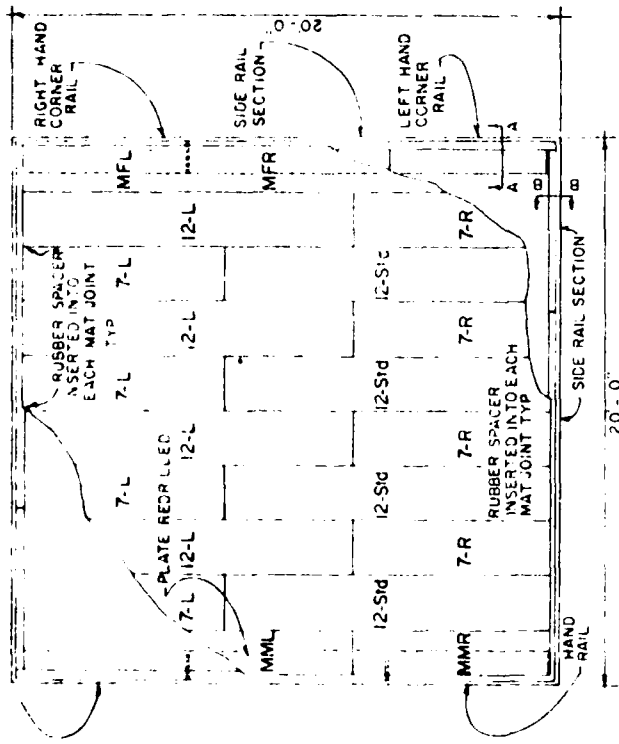 20'-0"
RIGHT HAND
CORNER
RAIL
SIDE RAIL
SECTION
LEFT HAND
CORNER
RAIL
A
A
B
B
MFL
MFR
RUBBER SPACER
INSERTED INTO
EACH MAT JOINT
TYP
12-L
7-R
7-L
12-Std
12-L
7-R
7-L
12-Std
12-L
7-R
7-L
12-Std
12-L
7-R
7-L
12-Std
PLATE REDRILLED
RUBBER SPACER
INSERTED INTO EACH
MAT JOINT TYP
SIDE RAIL SECTION
MML
MMR
HAND
RAIL
20'-0"